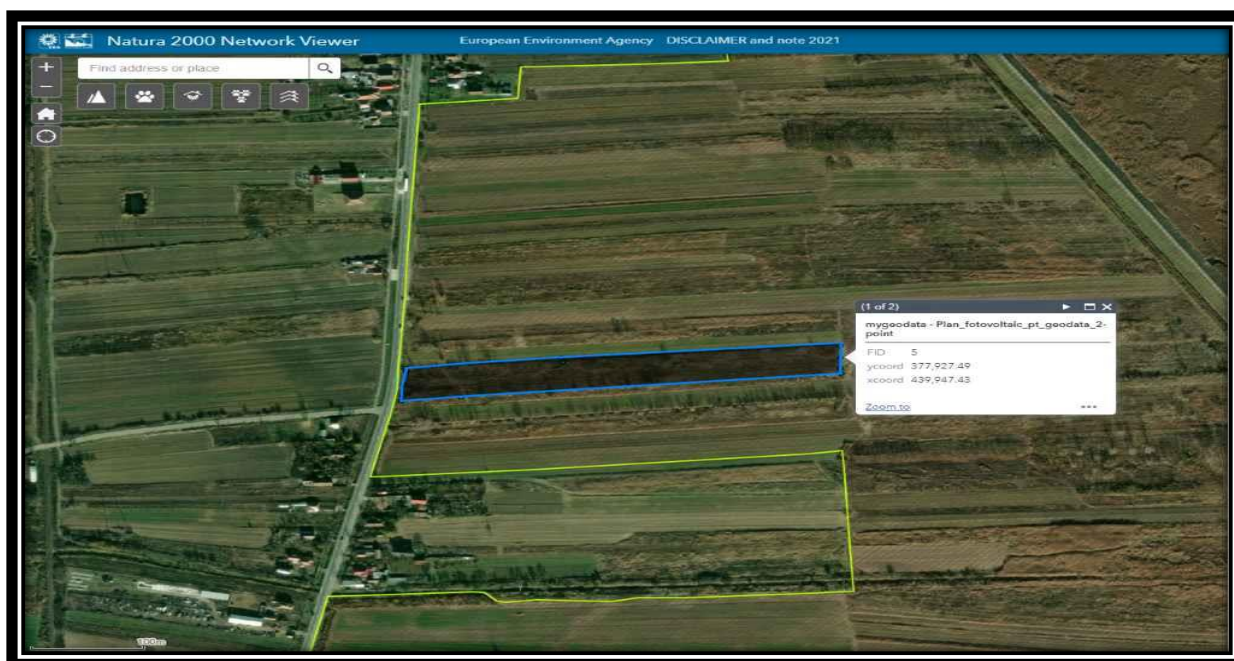 Natura 2000 Network Viewer
European Environment Agency DISCLAIMER and note 2021
+
Find address or place
−
(1 of 2)
mygeodata - Plan_fotovoltaic_pt_geodata_2-
point
FID 5
ycoord 377,927.49
xcoord 439,947.43
Zoom to
100m